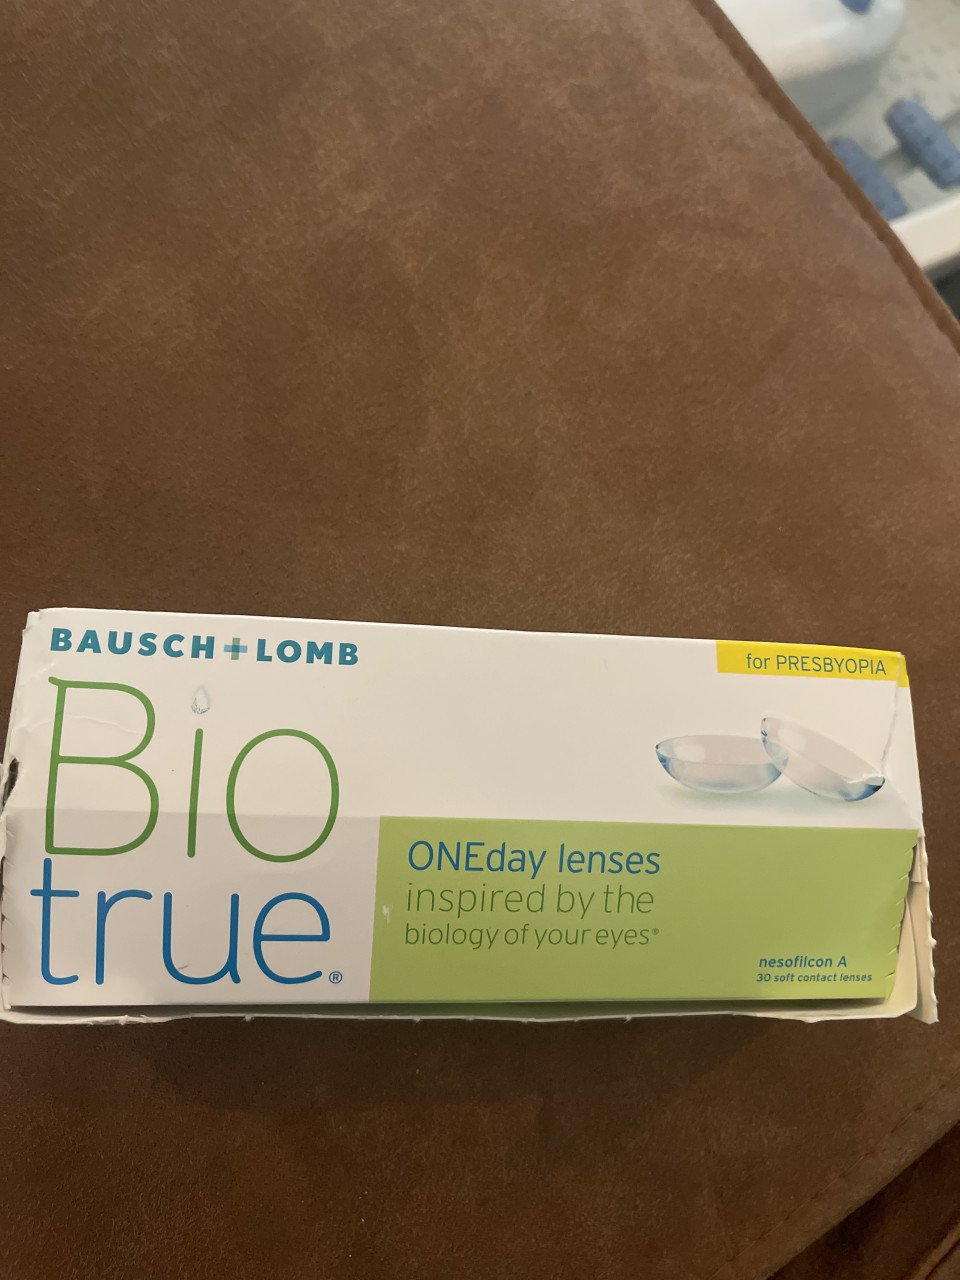 BAUSCH+LOMB
for PRESBYOPIA
Bio
true®
ONEday lenses
inspired by the
biology of your eyes®
nesofilcon A
30 soft contact lenses